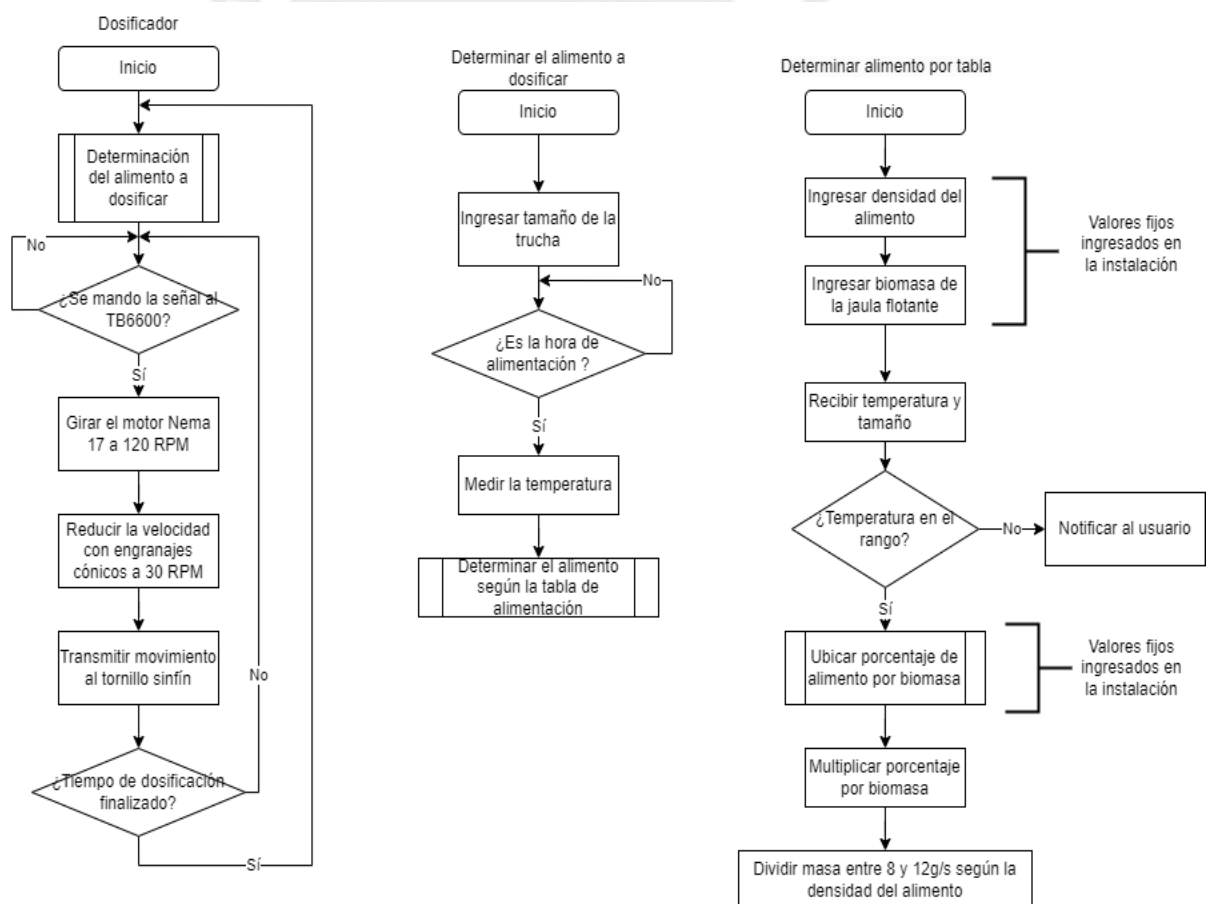 Dosificador
Inicio
Determinación
del alimento a
dosificar
No
¿Se mando la señal al
TB6600?
Sí
Girar el motor Nema
17 a 120 RPM
Reducir la velocidad
con engranajes
cónicos a 30 RPM
Transmitir movimiento
al tornillo sinfín
No
¿Tiempo de dosificación
finalizado?
Sí
Determinar el alimento a
dosificar
Inicio
Ingresar tamaño de la
trucha
No
¿Es la hora de
alimentación ?
Sí
Medir la temperatura
Determinar el alimento
según la tabla de
alimentación
Determinar alimento por tabla
Inicio
Ingresar densidad del
alimento
Ingresar biomasa de
la jaula flotante
Valores fijos
ingresados en
la instalación
Recibir temperatura y
tamaño
¿Temperatura en el
rango?
No
Notificar al usuario
Sí
Ubicar porcentaje de
alimento por biomasa
Valores fijos
ingresados en
la instalación
Multiplicar porcentaje
por biomasa
Dividir masa entre 8 y 12g/s según la
densidad del alimento